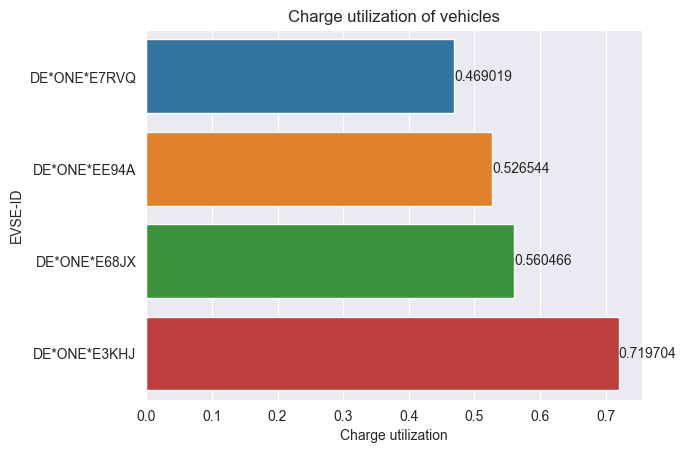 Charge utilization of vehicles
EVSE-ID
DE*ONE*E7RVQ
0.469019
DE*ONE*EE94A
0.526544
DE*ONE*E68JX
0.560466
DE*ONE*E3KHJ
0.719704
0.0 0.1 0.2 0.3 0.4 0.5 0.6 0.7
Charge utilization